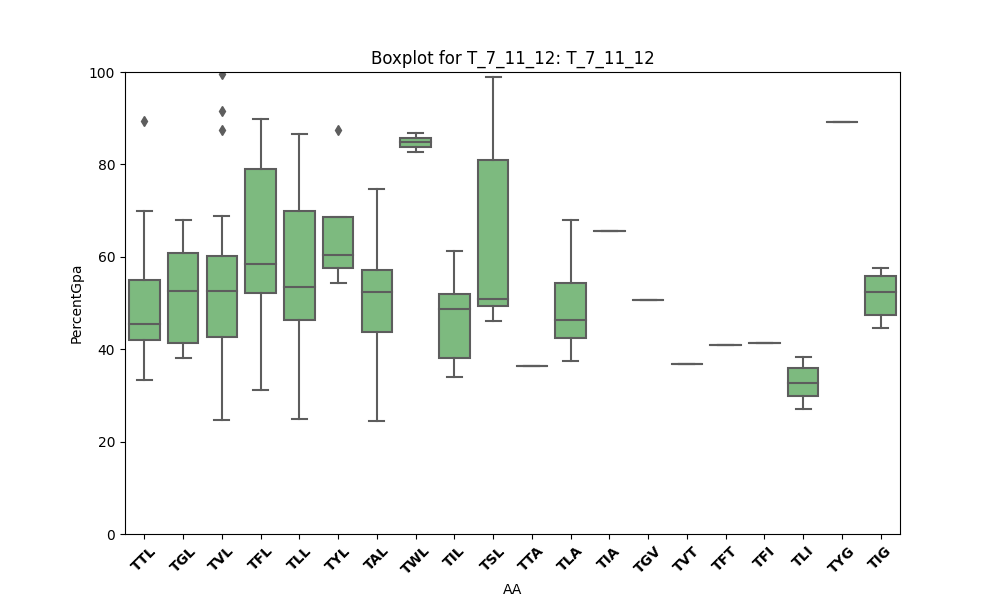 Boxplot for T_7_11_12: T_7_11_12
100
80
60
40
20
0
PercentGpa
TTL TGL TVL TFL TLL TYL TAL TWL TIL TSL TTA TLA TIA TGV TVT TFT TFI TLI TYG TIG
AA